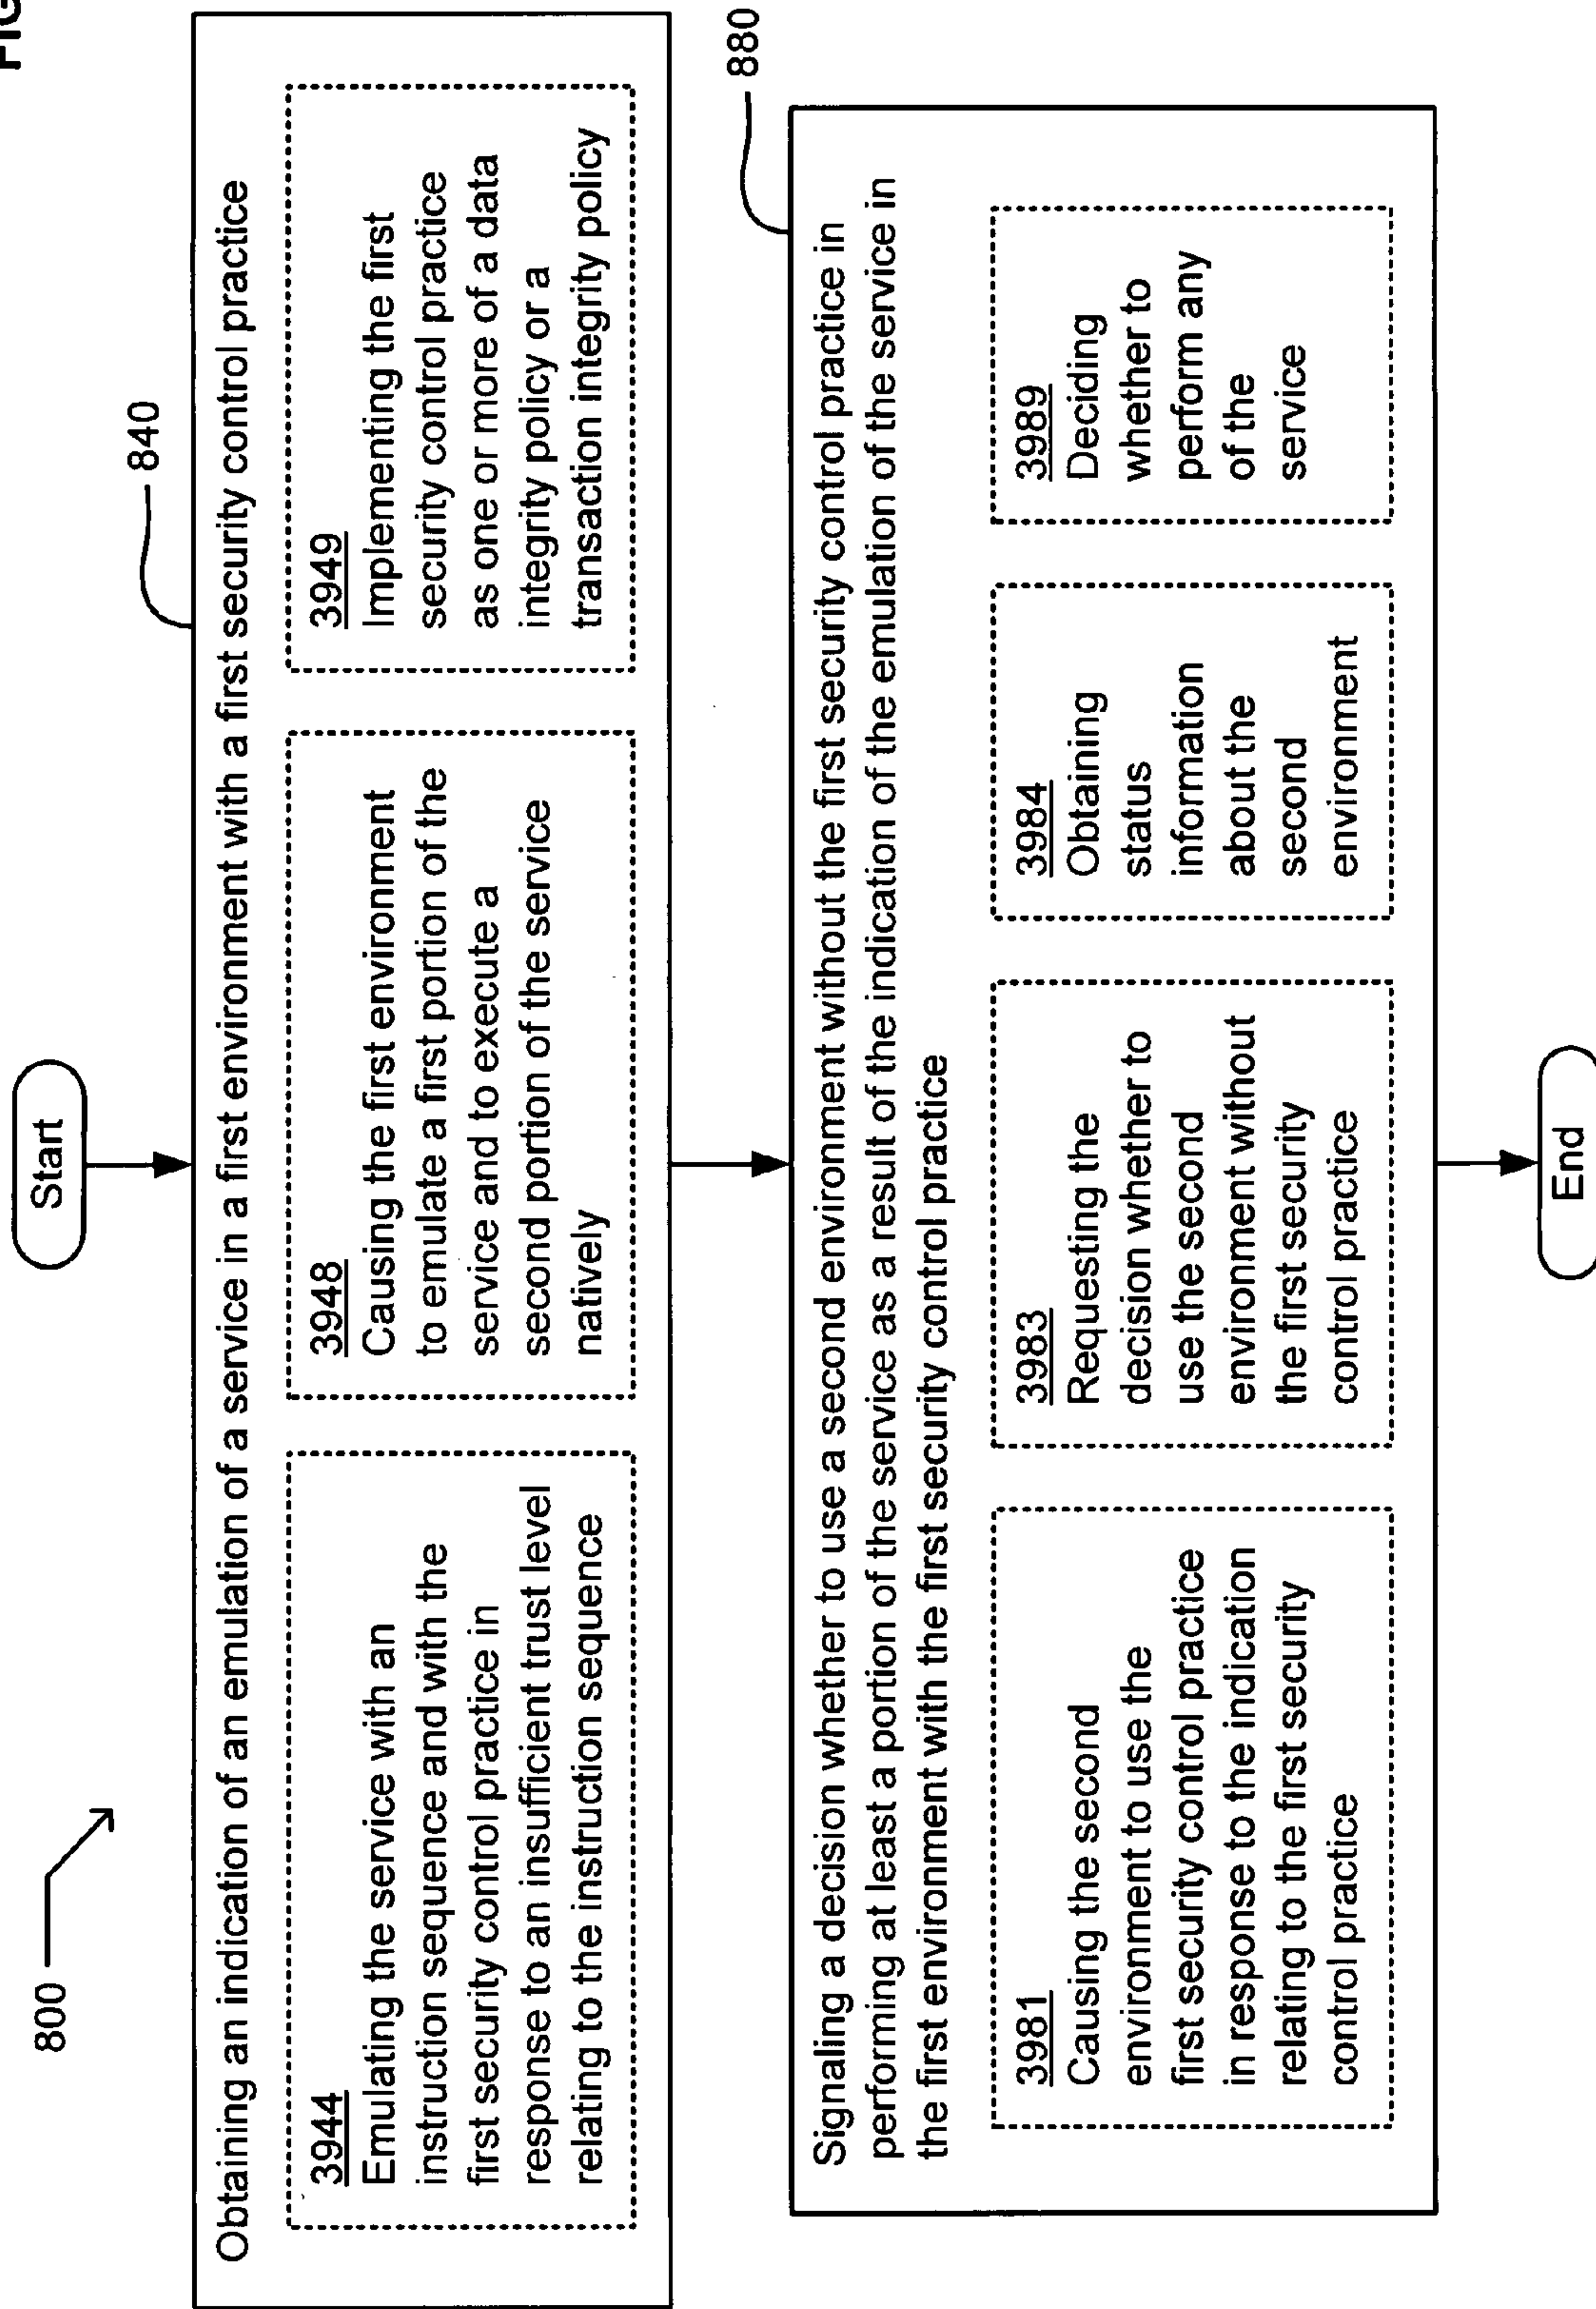 FIG
800
Start
840
Obtaining an indication of an emulation of a service in a first environment with a first security control practice
3944
Emulating the service with an
instruction sequence and with the
first security control practice in
response to an insufficient trust level
relating to the instruction sequence
3948
Causing the first environment
to emulate a first portion of the
service and to execute a
second portion of the service
natively
3949
Implementing the first
security control practice
as one or more of a data
integrity policy or a
transaction integrity policy
880
Signaling a decision whether to use a second environment without the first security control practice in
performing at least a portion of the service as a result of the indication of the emulation of the service in
the first environment with the first security control practice
3981
Causing the second
environment to use the
first security control practice
in response to the indication
relating to the first security
control practice
3983
Requesting the
decision whether to
use the second
environment without
the first security
control practice
3984
Obtaining
status
information
about the
second
environment
3989
Deciding
whether to
perform any
of the
service
End